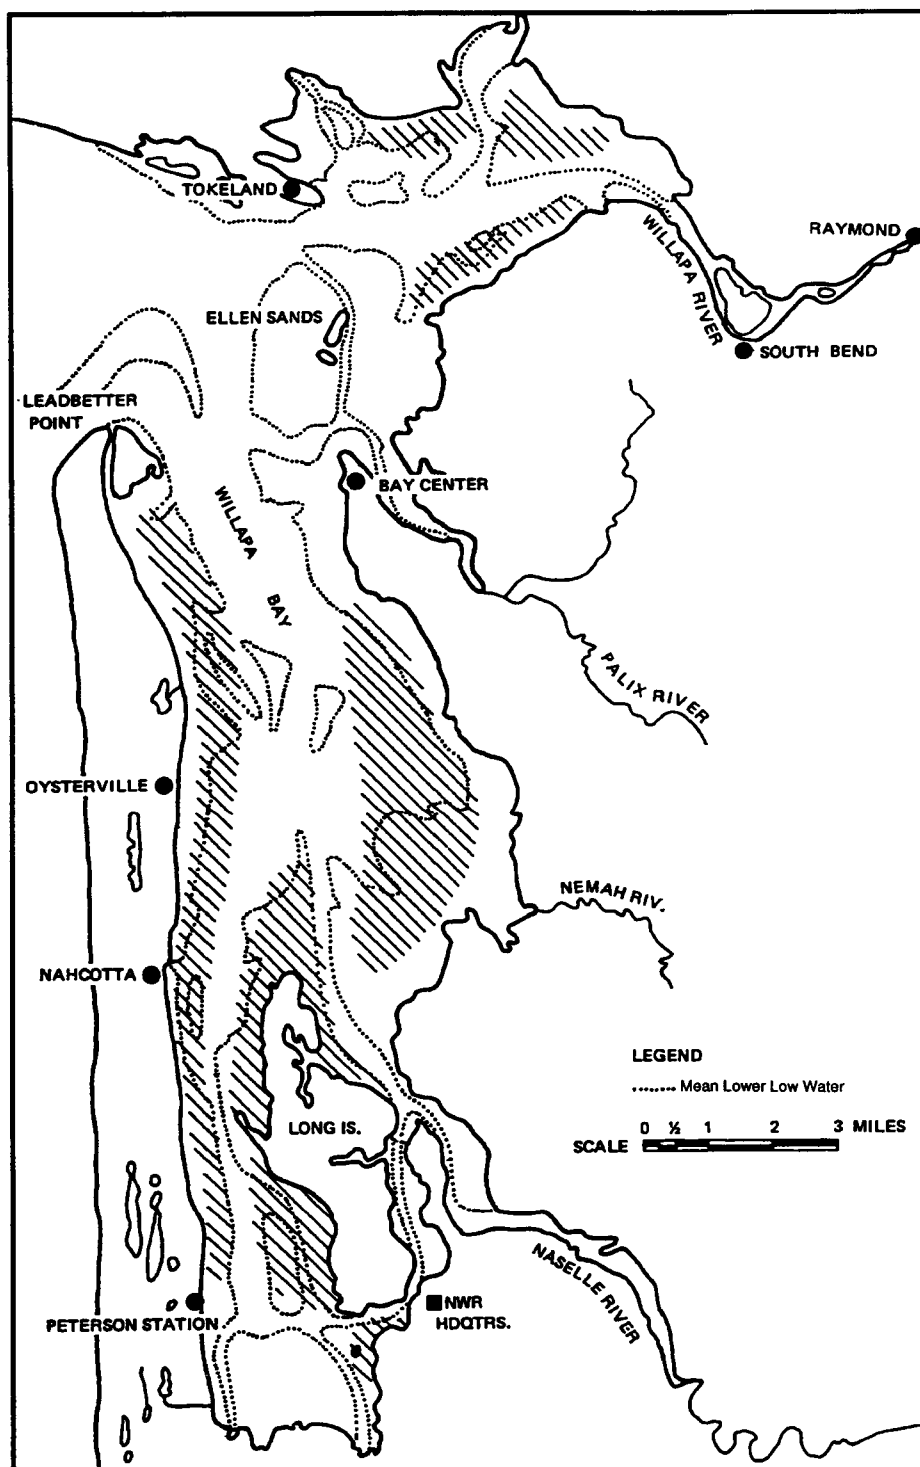 TOKELAND
RAYMOND
WILLAPA RIVER
ELLEN SANDS
SOUTH BEND
LEADBETTER
POINT
BAY CENTER
WILLAPA
BAY
PALIX RIVER
OYSTERVILLE
NEMAH RIV.
NAHCOTTA
LEGEND
Mean Lower Low Water
LONG IS.
0 ½ 1 2 3 MILES
SCALE
NASELLE RIVER
NWR
HDQTRS.
PETERSON STATION